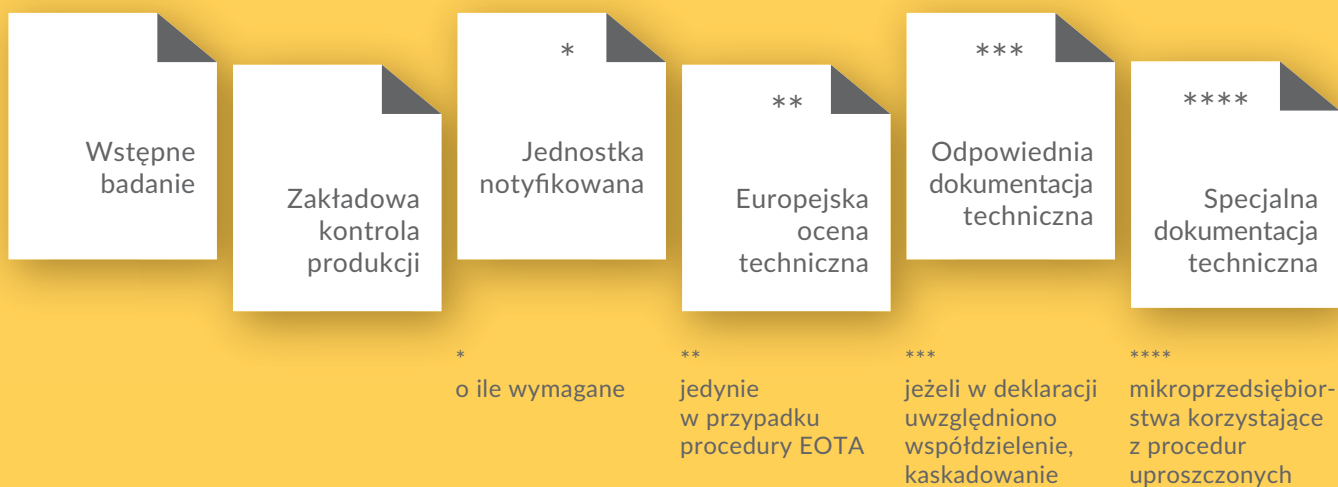 Wstępne
badanie
Zakładowa
kontrola
produkcji
*
Jednostka
notyfikowana
**
Europejska
ocena
techniczna
***
Odpowiednia
dokumentacja
techniczna
****
Specjalna
dokumentacja
techniczna
*
o ile wymagane
**
jedynie
w przypadku
procedury EOTA
***
jeżeli w deklaracji
uwzględniono
współdzielenie,
kaskadowanie
****
mikroprzedsiębior-
stwa korzystające
z procedur
uproszczonych